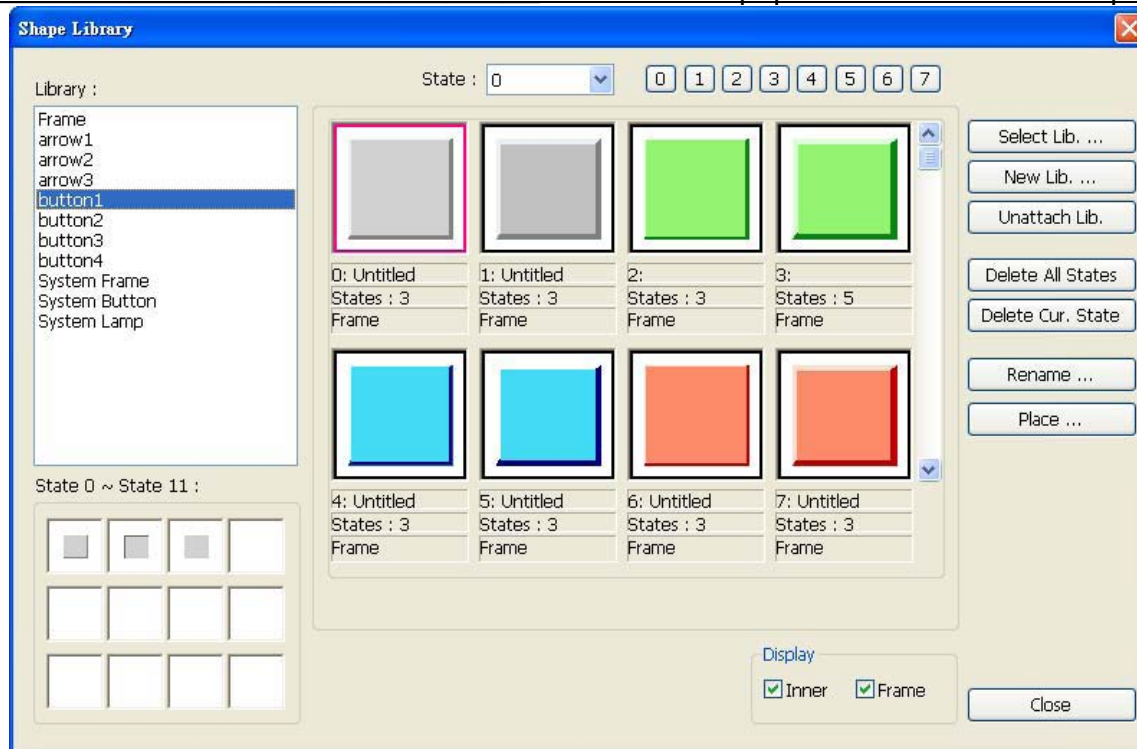 Shape Library
Library :
State : 0 0 1 2 3 4 5 6 7
Frame
arrow1
arrow2
arrow3
button1
button2
button3
button4
System Frame
System Button
System Lamp
State 0 ~ State 11 :
0: Untitled 1: Untitled 2: 3:
States : 3 States : 3 States : 3 States : 5
Frame Frame Frame Frame
4: Untitled 5: Untitled 6: Untitled 7: Untitled
States : 3 States : 3 States : 3 States : 3
Frame Frame Frame Frame
Select Lib. ...
New Lib. ...
Unattach Lib.
Delete All States
Delete Cur. State
Rename ...
Place ...
Display
Inner Frame
Close